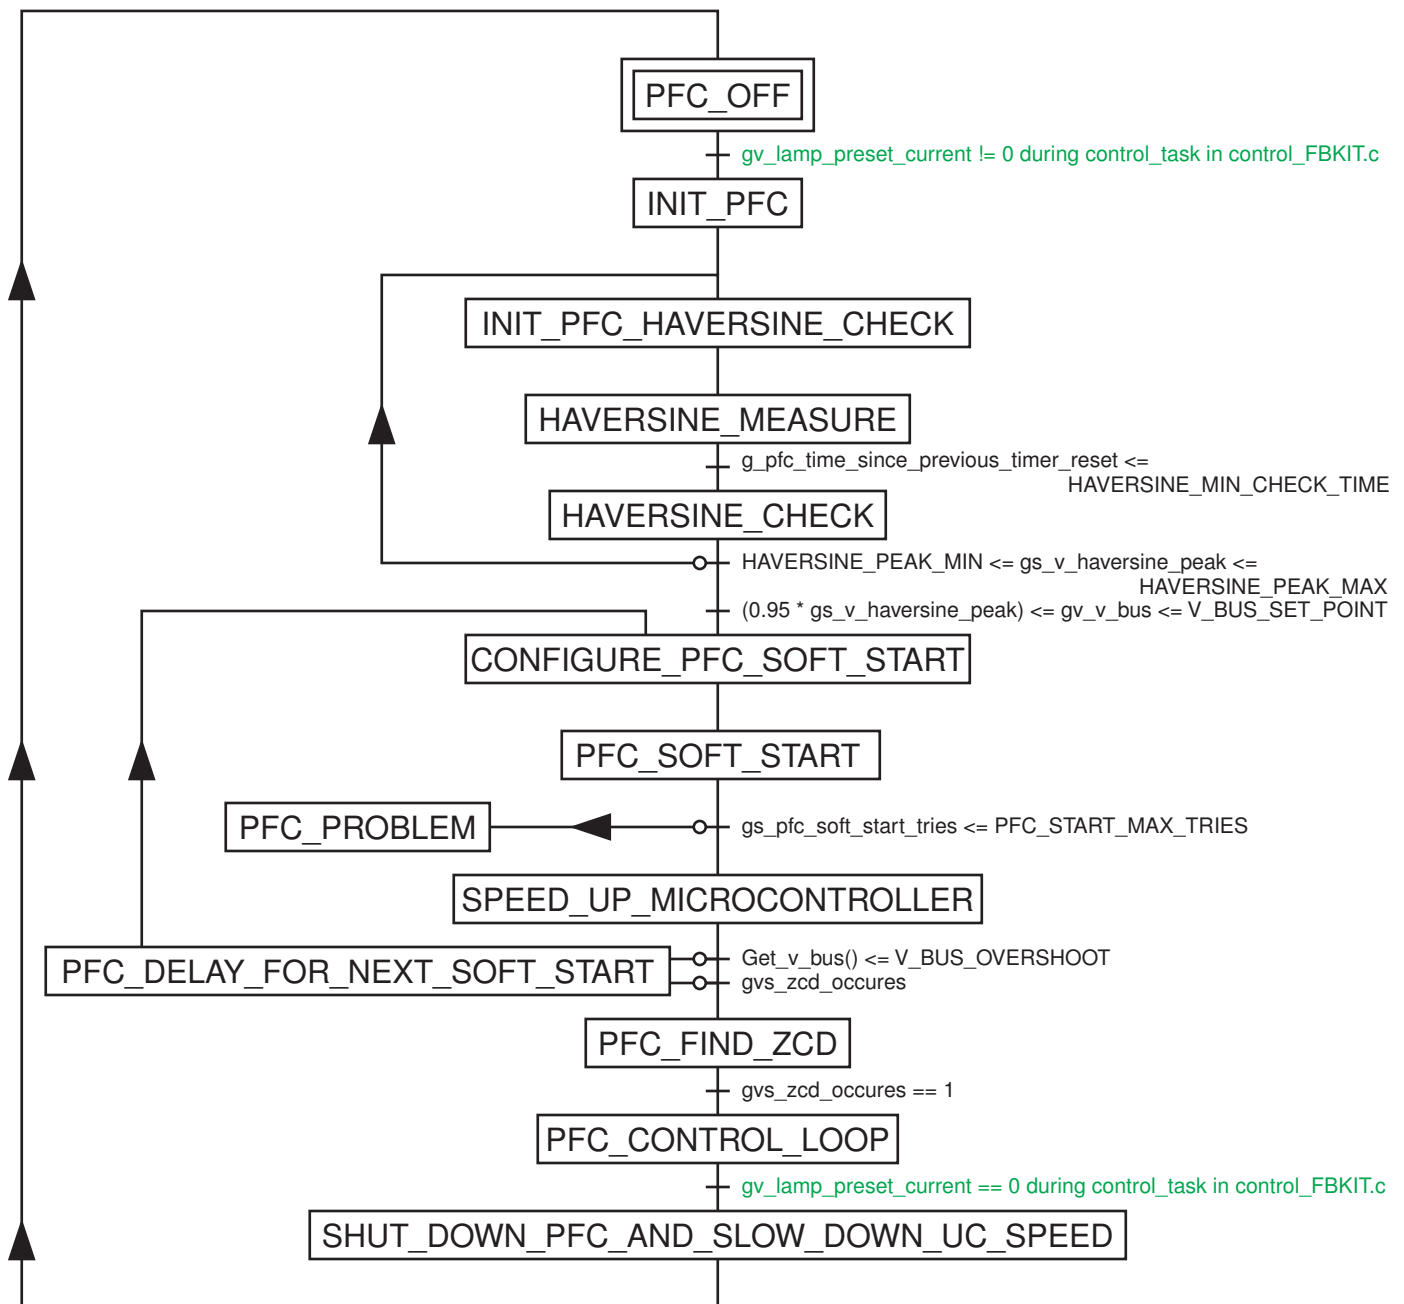 PFC_OFF
gv_lamp_preset_current != 0 during control_task in control_FBKIT.c
INIT_PFC
INIT_PFC_HAVERSINE_CHECK
HAVERSINE_MEASURE
g_pfc_time_since_previous_timer_reset <=
HAVERSINE_MIN_CHECK_TIME
HAVERSINE_CHECK
HAVERSINE_PEAK_MIN <= gs_v_haversine_peak <=
HAVERSINE_PEAK_MAX
(0.95 * gs_v_haversine_peak) <= gv_v_bus <= V_BUS_SET_POINT
CONFIGURE_PFC_SOFT_START
PFC_SOFT_START
PFC_PROBLEM
gs_pfc_soft_start_tries <= PFC_START_MAX_TRIES
SPEED_UP_MICROCONTROLLER
Get_v_bus() <= V_BUS_OVERSHOOT
PFC_DELAY_FOR_NEXT_SOFT_START
gvs_zcd_occures
PFC_FIND_ZCD
gvs_zcd_occures == 1
PFC_CONTROL_LOOP
gv_lamp_preset_current == 0 during control_task in control_FBKIT.c
SHUT_DOWN_PFC_AND_SLOW_DOWN_UC_SPEED